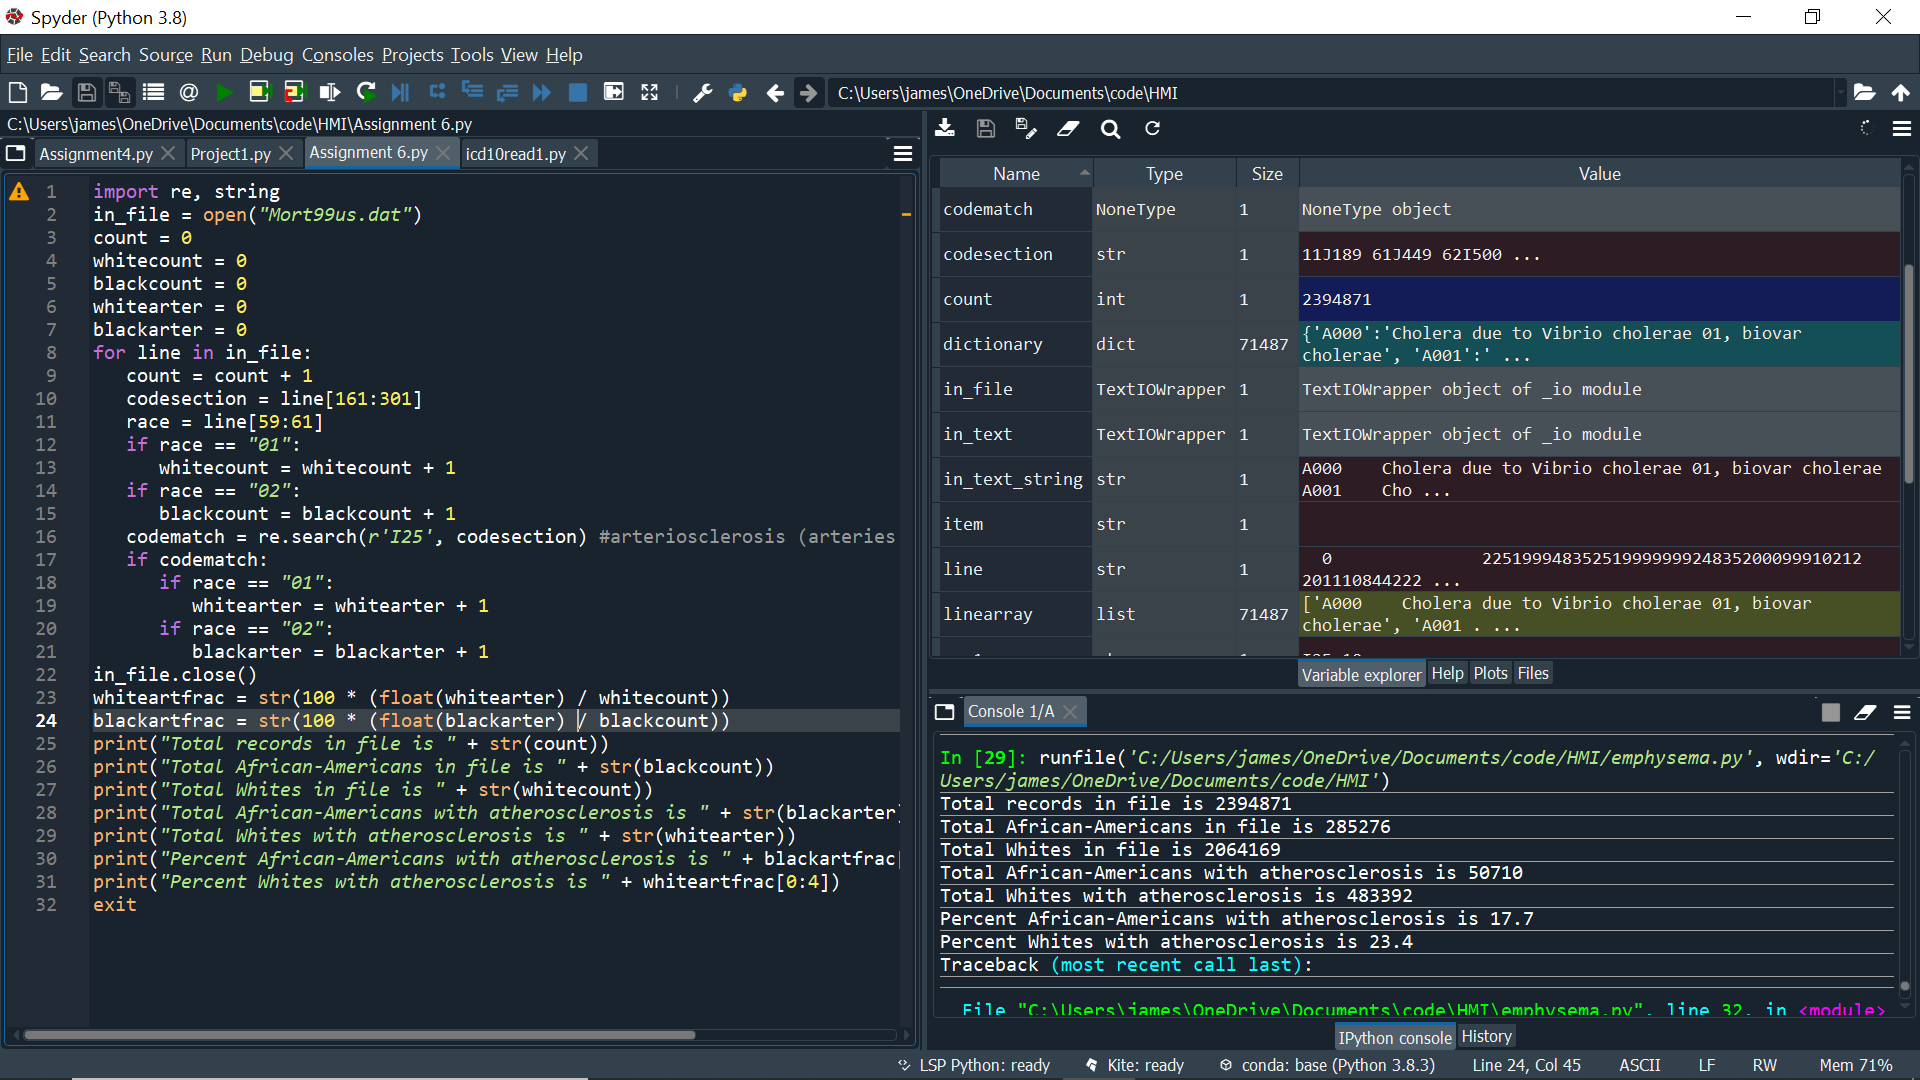 Spyder (Python 3.8)
File Edit Search Source Run Debug Consoles Projects Tools View Help
C:\Users\james\OneDrive\Documents\code\HMI
C:\Users\james\OneDrive\Documents\code\HMI\Assignment 6.py
Assignment4.py Project1.py Assignment 6.py icd10read1.py
1 import re, string
2 in_file = open("Mort99us.dat")
3 count = 0
4 whitecount = 0
5 blackcount = 0
6 whitearter = 0
7 blackarter = 0
8 for line in in_file:
9 count = count + 1
10 codesection = line[161:301]
11 race = line[59:61]
12 if race == "01":
13 whitecount = whitecount + 1
14 if race == "02":
15 blackcount = blackcount + 1
16 codematch = re.search(r'I25', codesection) #arteriosclerosis (arteries
17 if codematch:
18 if race == "01":
19 whitearter = whitearter + 1
20 if race == "02":
21 blackarter = blackarter + 1
22 in_file.close()
23 whiteartfrac = str(100 * (float(whitearter) / whitecount))
24 blackartfrac = str(100 * (float(blackarter) / blackcount))
25 print("Total records in file is " + str(count))
26 print("Total African-Americans in file is " + str(blackcount))
27 print("Total Whites in file is " + str(whitecount))
28 print("Total African-Americans with atherosclerosis is " + str(blackarter)
29 print("Total Whites with atherosclerosis is " + str(whitearter))
30 print("Percent African-Americans with atherosclerosis is " + blackartfrac[
31 print("Percent Whites with atherosclerosis is " + whiteartfrac[0:4])
32 exit
Name Type Size Value
codematch NoneType 1 NoneType object
codesection str 1 11J189 61J449 62I500 ...
count int 1 2394871
dictionary dict 71487 {'A000':'Cholera due to Vibrio cholerae 01, biovar
cholerae', 'A001':' ...
in_file TextIOWrapper 1 TextIOWrapper object of _io module
in_text TextIOWrapper 1 TextIOWrapper object of _io module
in_text_string str 1 A000 Cholera due to Vibrio cholerae 01, biovar cholerae
A001 Cho ...
item str 1
line str 1 0 22519994835251999999924835200099910212
201110844222 ...
linearray list 71487 ['A000 Cholera due to Vibrio cholerae 01, biovar
cholerae', 'A001 . ...
Variable explorer Help Plots Files
Console 1/A
In [29]: runfile('C:/Users/james/OneDrive/Documents/code/HMI/emphysema.py', wdir='C:/
Users/james/OneDrive/Documents/code/HMI')
Total records in file is 2394871
Total African-Americans in file is 285276
Total Whites in file is 2064169
Total African-Americans with atherosclerosis is 50710
Total Whites with atherosclerosis is 483392
Percent African-Americans with atherosclerosis is 17.7
Percent Whites with atherosclerosis is 23.4
Traceback (most recent call last):
File "C:\Users\james\OneDrive\Documents\code\HMI\emphysema.py", line 32, in <module>
IPython console History
LSP Python: ready Kite: ready conda: base (Python 3.8.3) Line 24, Col 45 ASCII LF RW Mem 71%